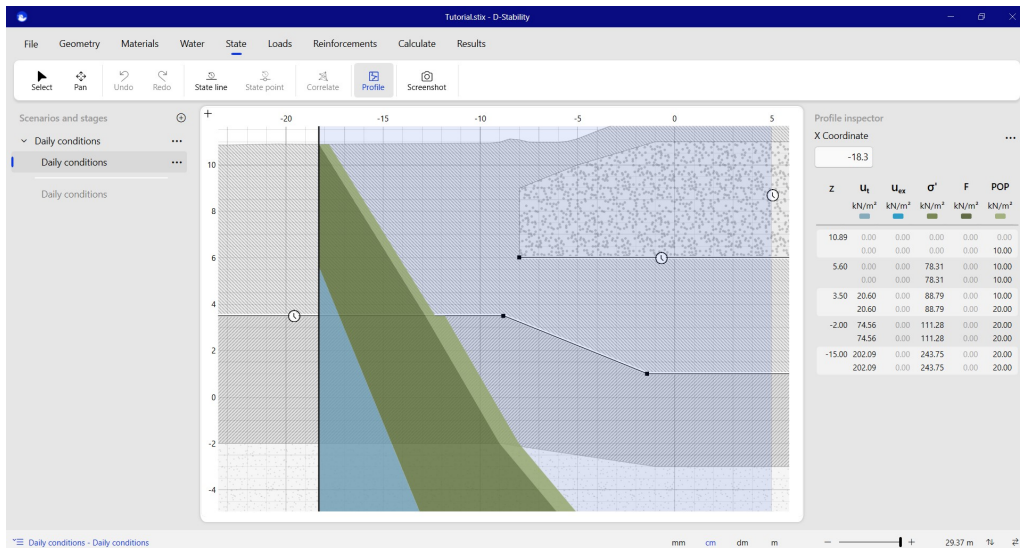 Tutorial.stix - D-Stability
File Geometry Materials Water State Loads Reinforcements Calculate Results
Select Pan Undo Redo State line State point Correlate Profile Screenshot
Scenarios and stages
Daily conditions
Daily conditions
Daily conditions
-20 -15 -10 -5 0 5
10
8
6
4
2
0
-2
-4
Profile inspector
X Coordinate
-18.3
z ut uex σ' F POP
kN/m² kN/m² kN/m² kN/m² kN/m²
10.89 0.00 0.00 0.00 0.00 0.00
0.00 0.00 0.00 0.00 10.00
5.60 0.00 0.00 78.31 0.00 10.00
0.00 0.00 78.31 0.00 10.00
3.50 20.60 0.00 88.79 0.00 10.00
20.60 0.00 88.79 0.00 20.00
-2.00 74.56 0.00 111.28 0.00 20.00
74.56 0.00 111.28 0.00 20.00
-15.00 202.09 0.00 243.75 0.00 20.00
202.09 0.00 243.75 0.00 20.00
Daily conditions - Daily conditions
mm cm dm m
29.37 m